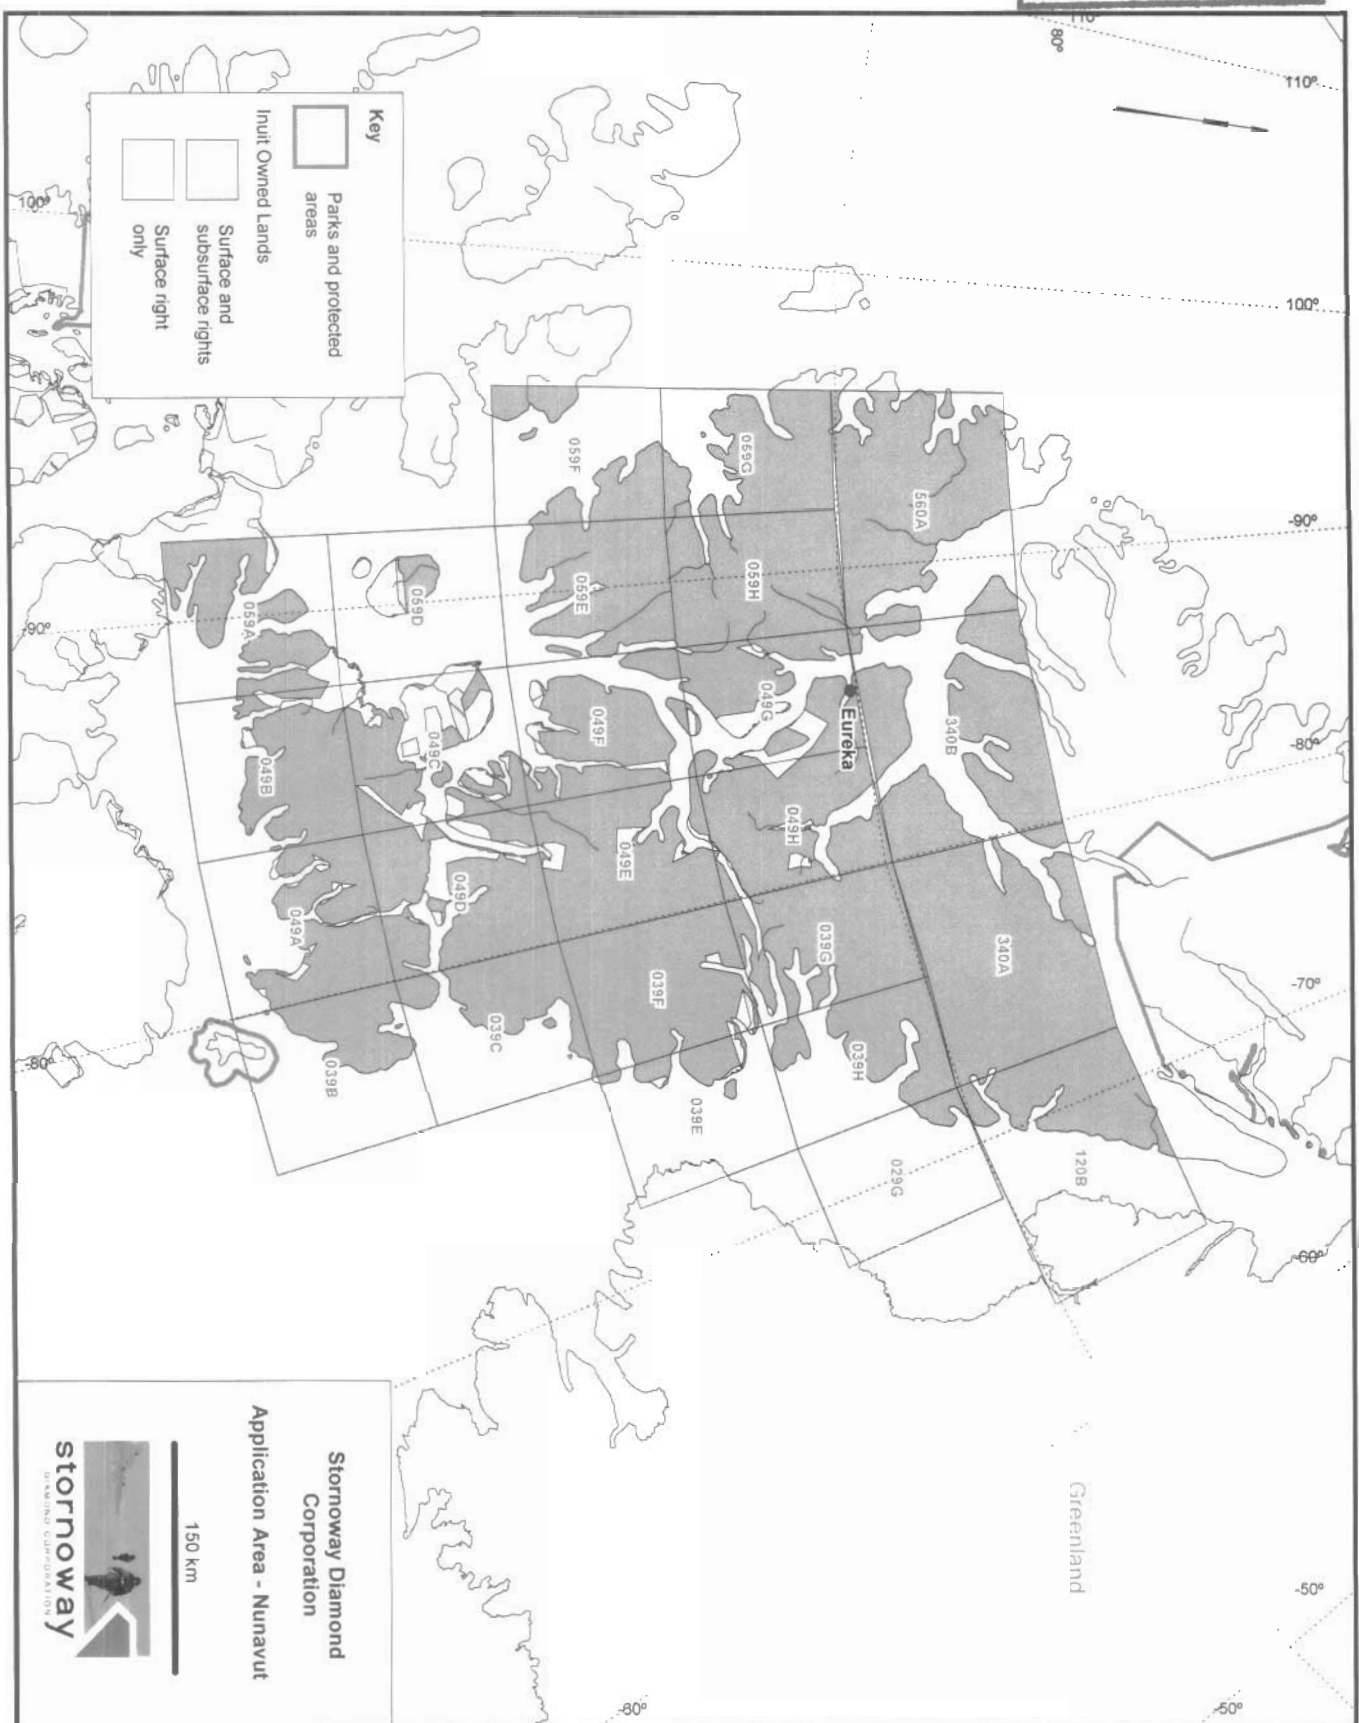 Key
Parks and protected
areas
Inuit Owned Lands
Surface and
subsurface rights
Surface right
only
80°
110°
100°
100°
-90°
-90°
-80°
-80°
-70°
-60°
-60°
-50°
-50°
560A
340B
340A
120B
059G
059H
049G
Eureka
049H
039G
039H
029G
059F
059E
049F
049E
039F
039E
059D
049C
049D
039C
059A
049B
049A
039B
Greenland
Stornoway Diamond
Corporation
Application Area - Nunavut
150 km
stornoway
DIAMOND CORPORATION